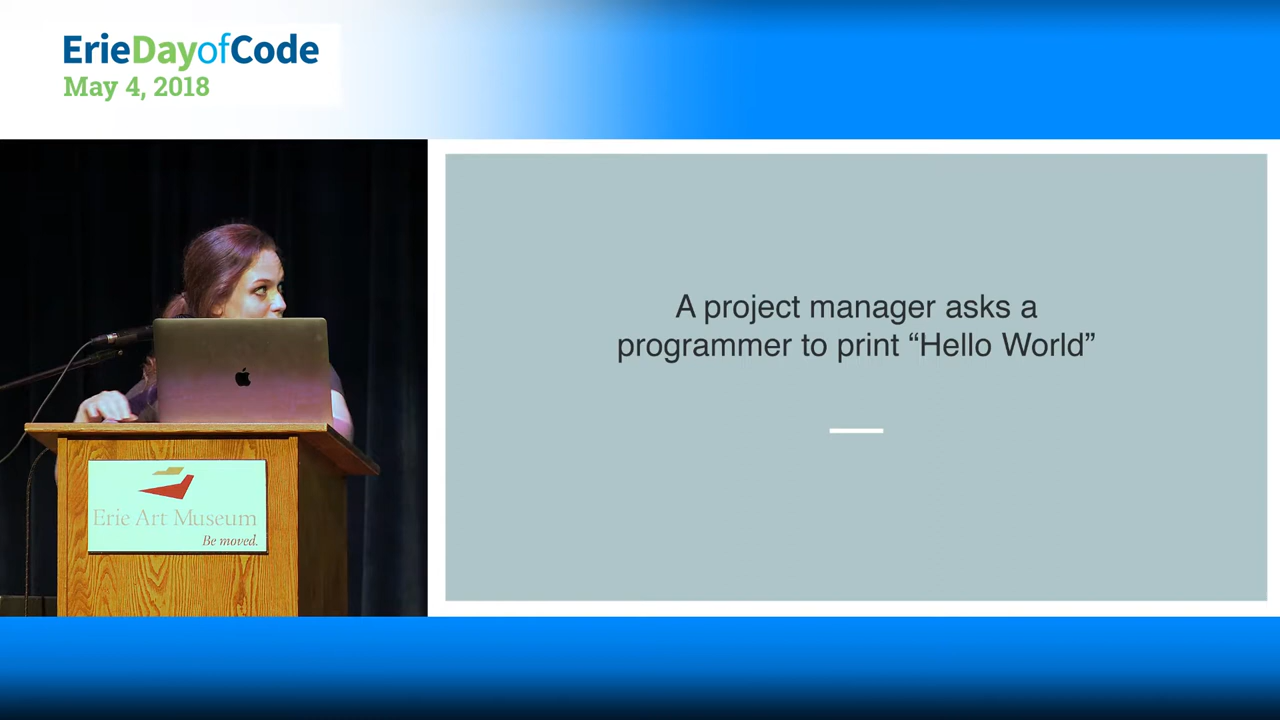 ErieDayofCode
May 4, 2018
A project manager asks a
programmer to print “Hello World”
Erie Art Museum
Be moved.